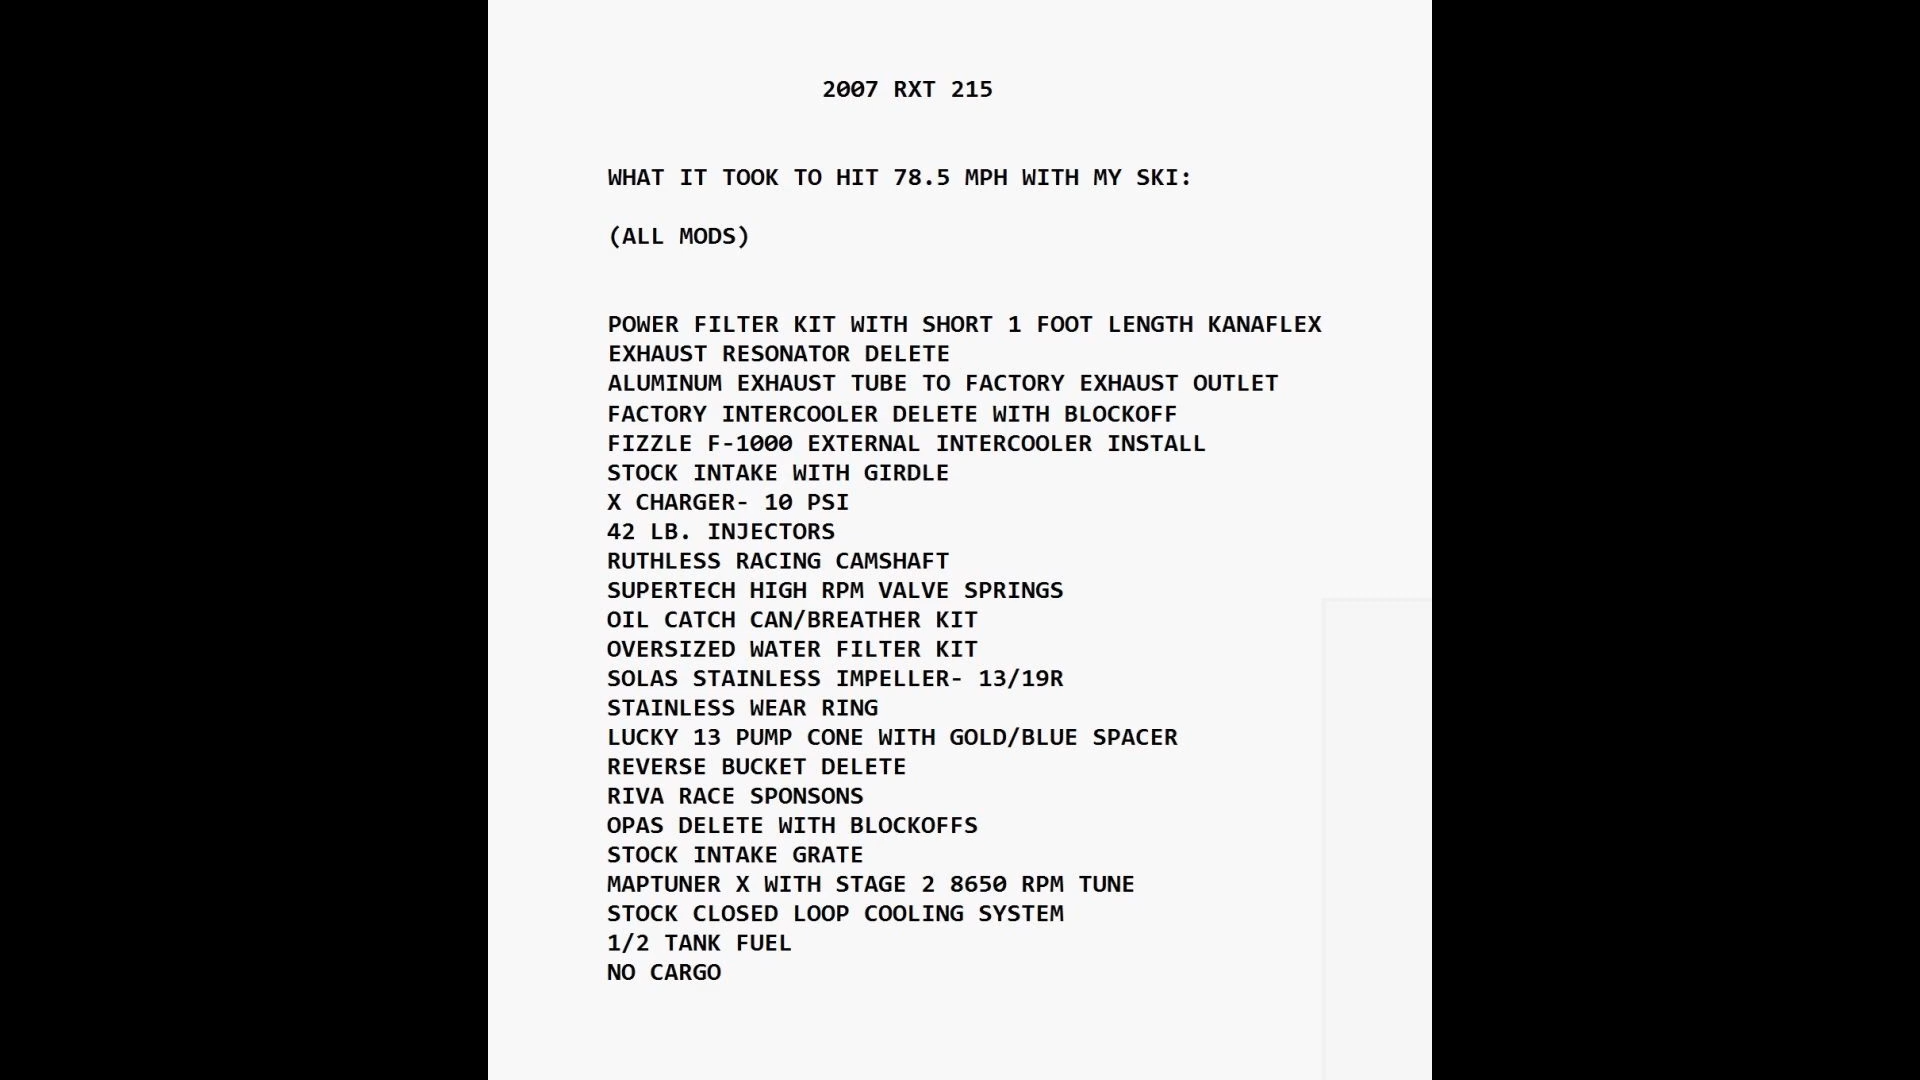 2007 RXT 215
WHAT IT TOOK TO HIT 78.5 MPH WITH MY SKI:
(ALL MODS)
POWER FILTER KIT WITH SHORT 1 FOOT LENGTH KANAFLEX
EXHAUST RESONATOR DELETE
ALUMINUM EXHAUST TUBE TO FACTORY EXHAUST OUTLET
FACTORY INTERCOOLER DELETE WITH BLOCKOFF
FIZZLE F-1000 EXTERNAL INTERCOOLER INSTALL
STOCK INTAKE WITH GIRDLE
X CHARGER- 10 PSI
42 LB. INJECTORS
RUTHLESS RACING CAMSHAFT
SUPERTECH HIGH RPM VALVE SPRINGS
OIL CATCH CAN/BREATHER KIT
OVERSIZED WATER FILTER KIT
SOLAS STAINLESS IMPELLER- 13/19R
STAINLESS WEAR RING
LUCKY 13 PUMP CONE WITH GOLD/BLUE SPACER
REVERSE BUCKET DELETE
RIVA RACE SPONSONS
OPAS DELETE WITH BLOCKOFFS
STOCK INTAKE GRATE
MAPTUNER X WITH STAGE 2 8650 RPM TUNE
STOCK CLOSED LOOP COOLING SYSTEM
1/2 TANK FUEL
NO CARGO